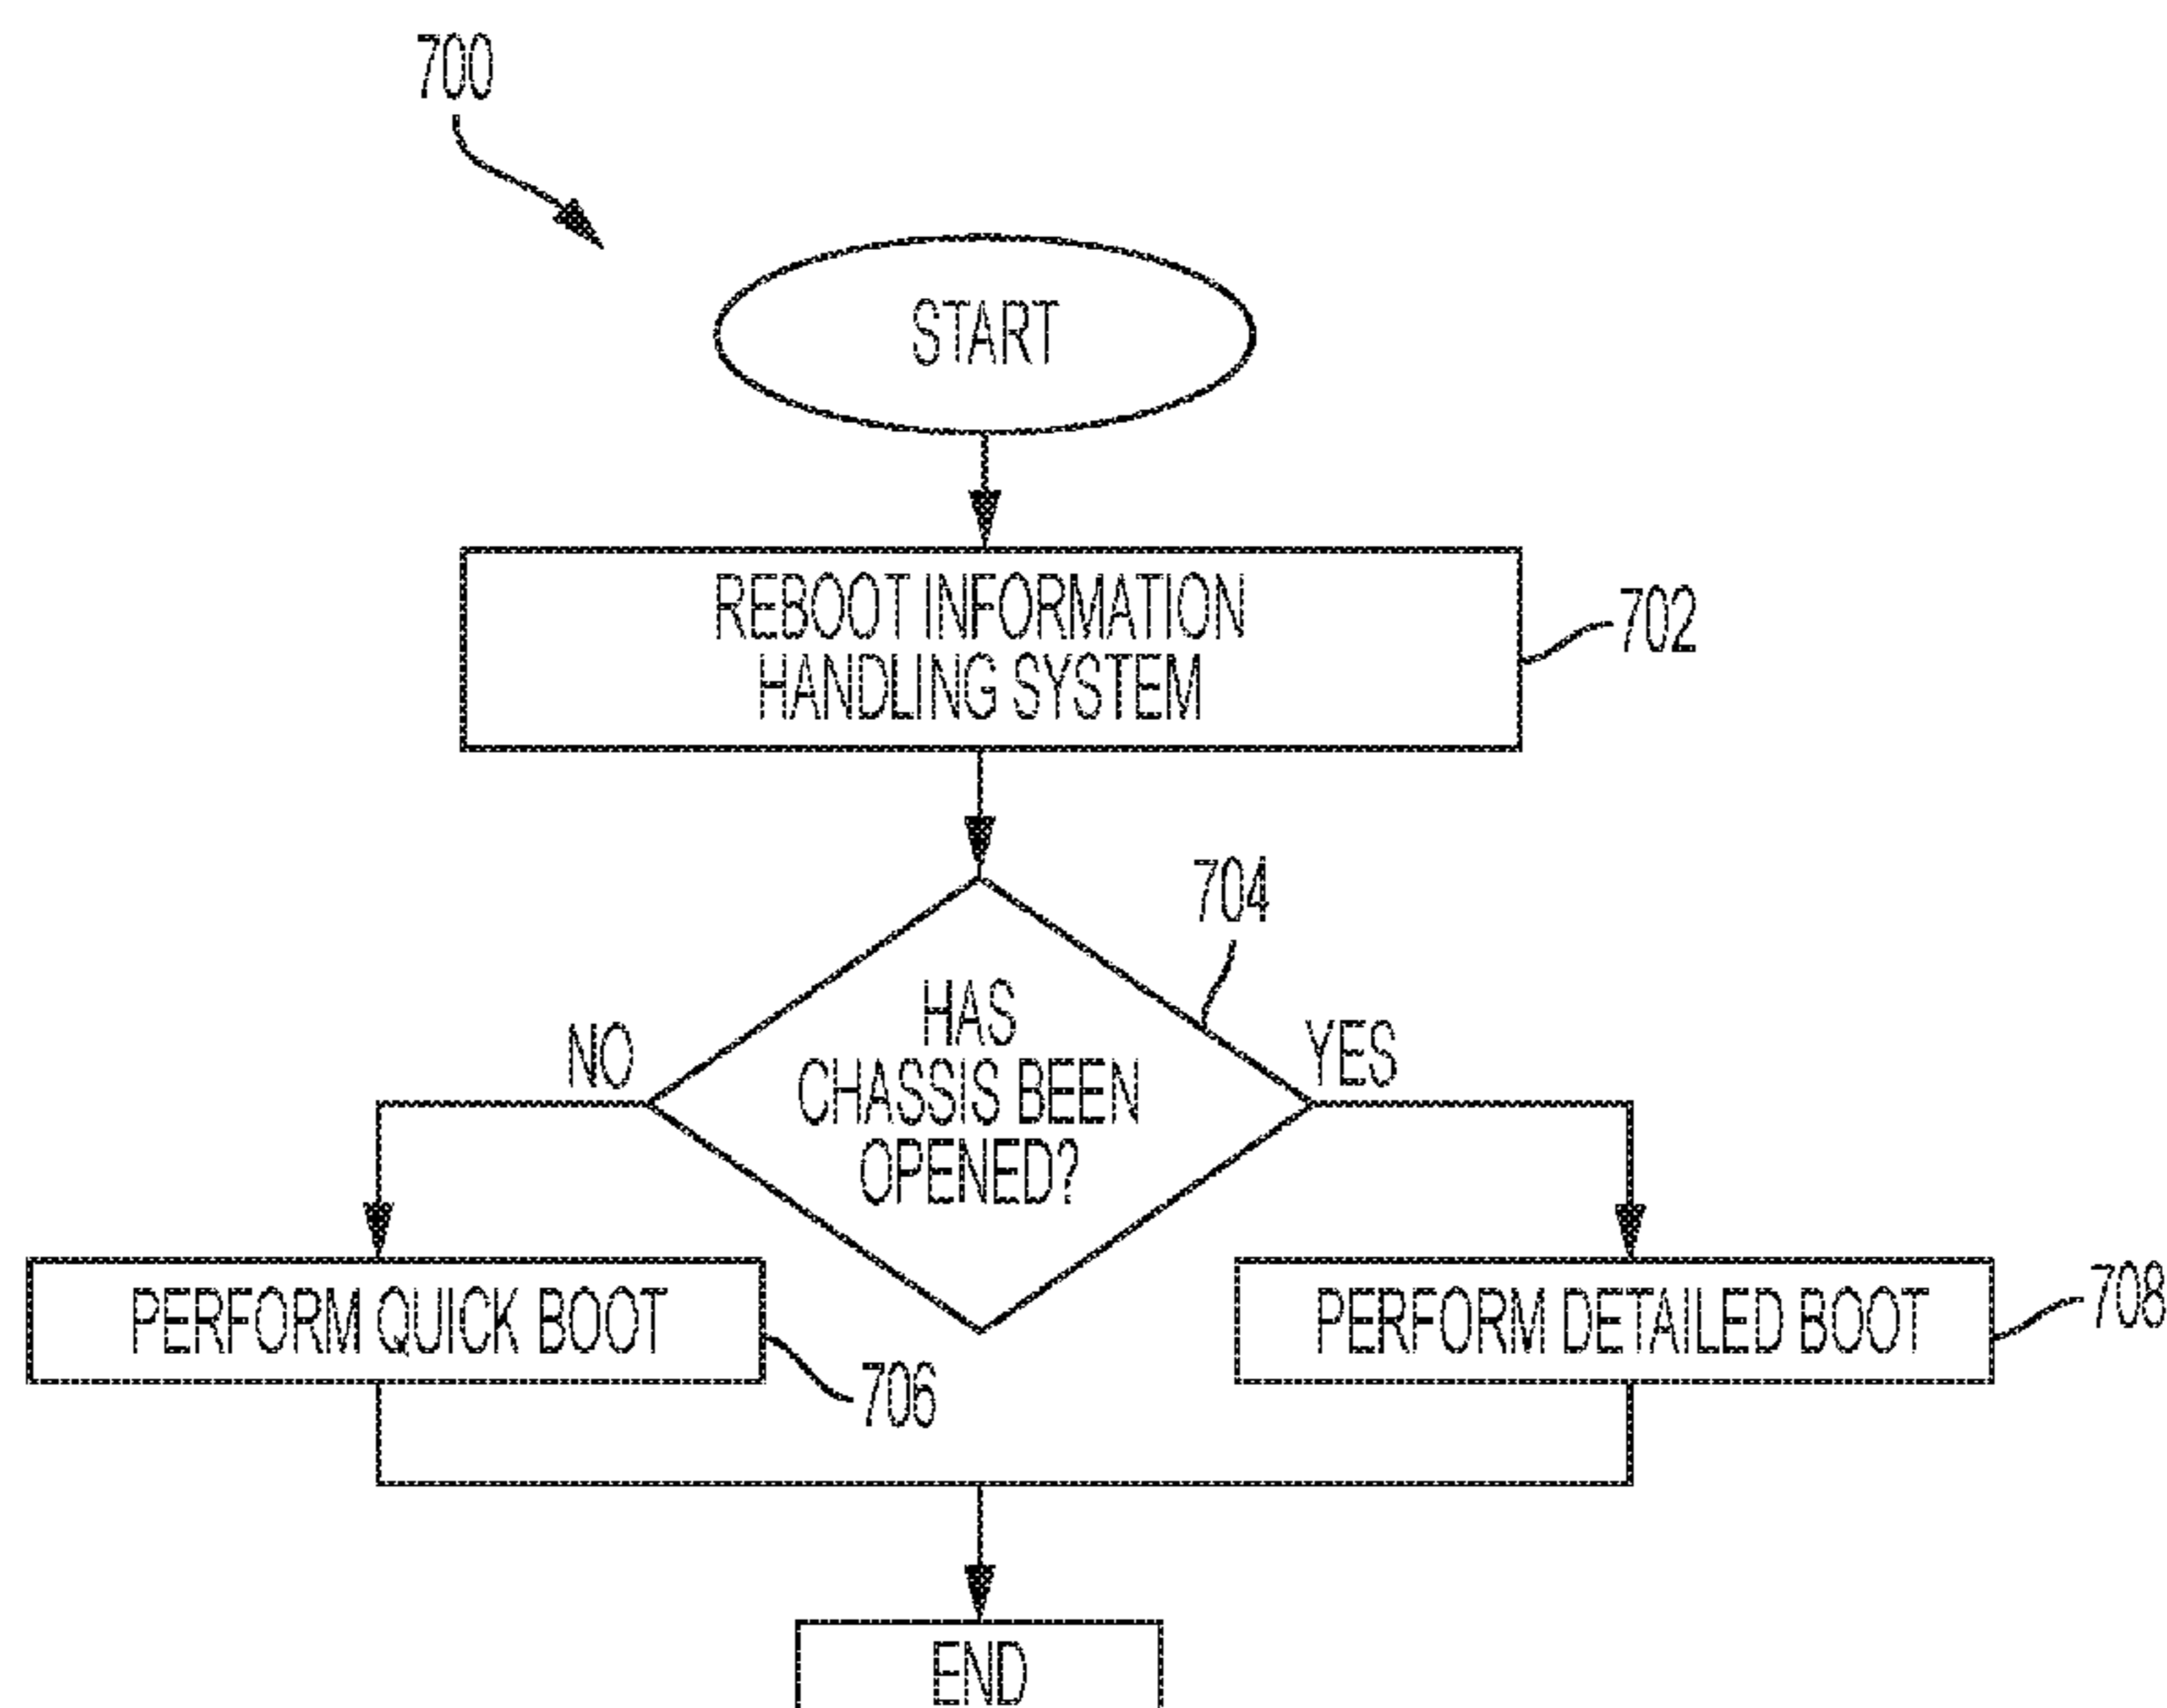 700
START
REBOOT INFORMATION
HANDLING SYSTEM
702
704
HAS
CHASSIS BEEN
OPENED?
NO
YES
PERFORM QUICK BOOT
706
PERFORM DETAILED BOOT
708
END